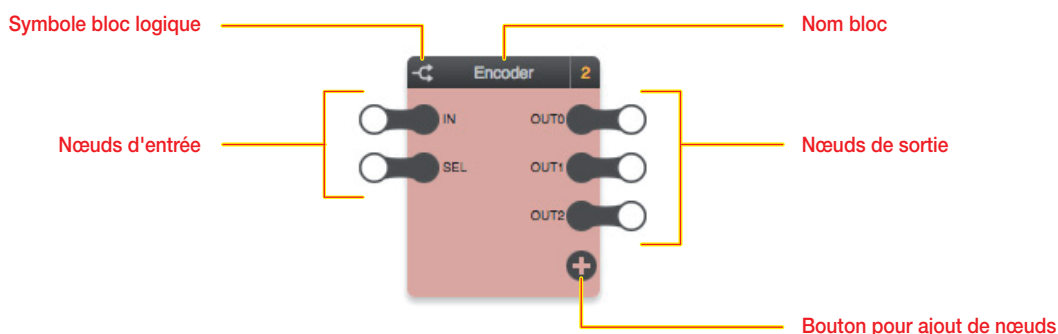 Symbole bloc logique
Nom bloc
Encoder 2
Nœuds d'entrée
IN OUT0
SEL OUT1
OUT2
Nœuds de sortie
Bouton pour ajout de nœuds